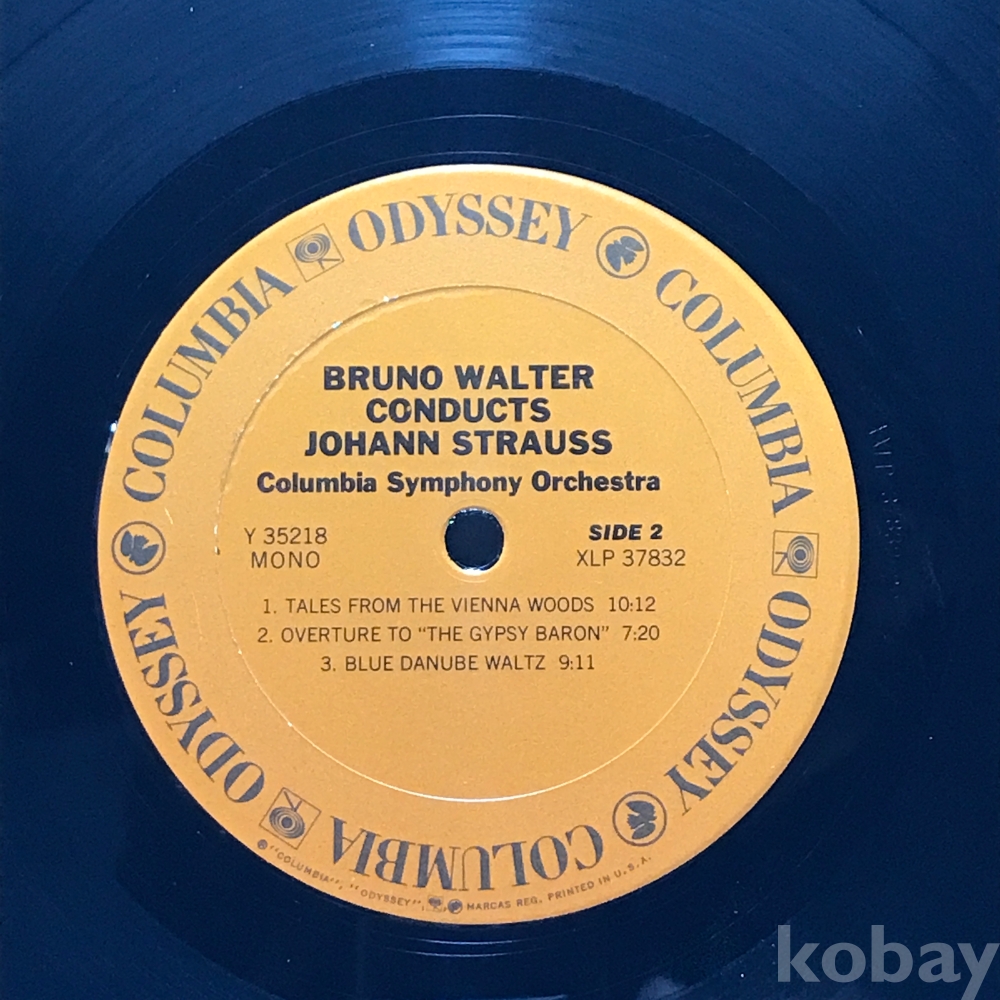 COLUMBIA ODYSSEY COLUMBIA ODYSSEY COLUMBIA ODYSSEY
BRUNO WALTER
CONDUCTS
JOHANN STRAUSS
Columbia Symphony Orchestra
Y 35218
MONO
SIDE 2
XLP 37832
1. TALES FROM THE VIENNA WOODS 10:12
2. OVERTURE TO "THE GYPSY BARON" 7:20
3. BLUE DANUBE WALTZ 9:11
® "COLUMBIA", "ODYSSEY", MARCAS REG. PRINTED IN U.S.A.
kobay